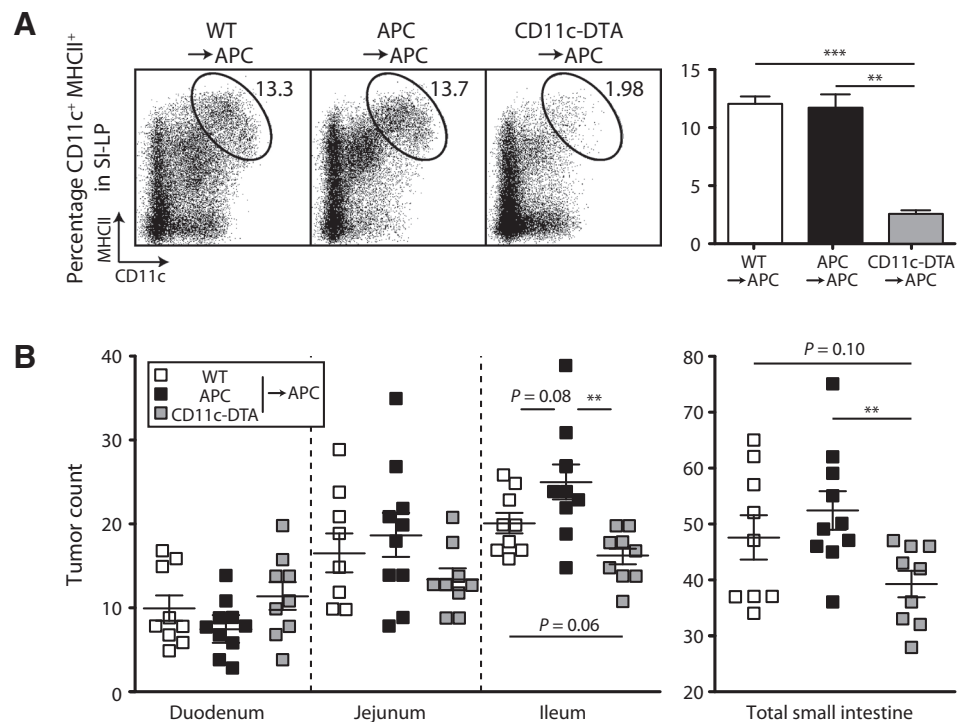 A
Percentage CD11c⁺ MHCII⁺
in SI-LP
WT
→APC
APC
→APC
CD11c-DTA
→APC
13.3
13.7
1.98
MHCII
CD11c
***
**
15
10
5
0
WT
→APC
APC
→APC
CD11c-DTA
→APC
B
Tumor count
40
30
20
10
0
WT
APC
CD11c-DTA
→APC
P = 0.08
**
P = 0.06
Duodenum
Jejunum
Ileum
80
70
60
50
40
30
20
P = 0.10
**
Total small intestine